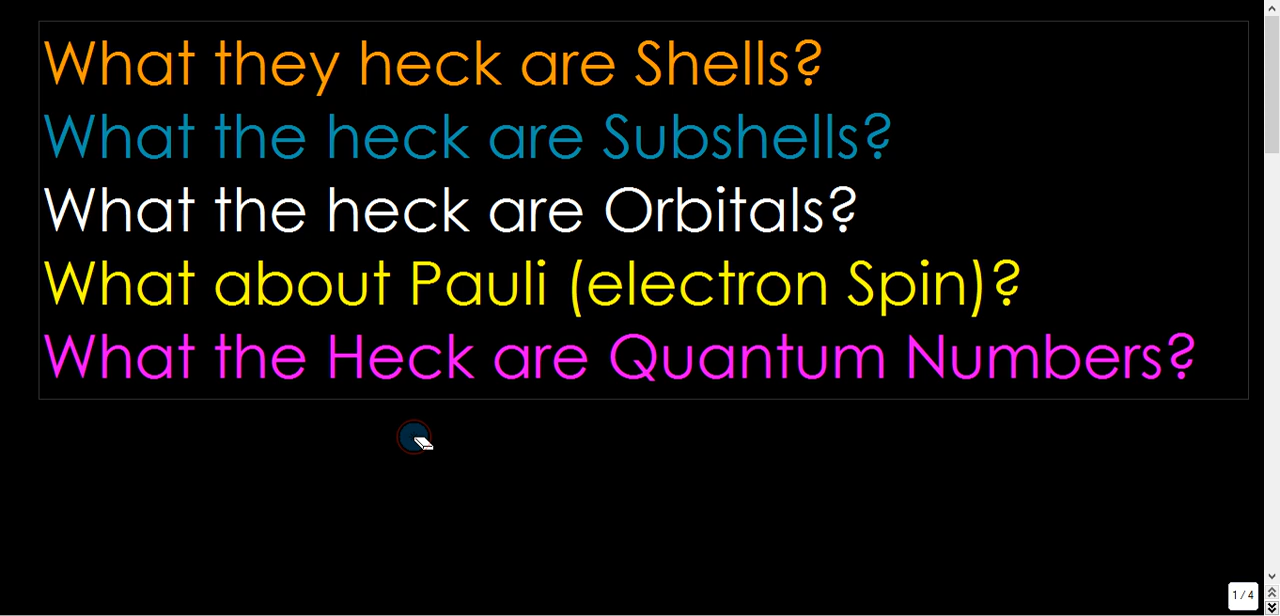 What they heck are Shells?
What the heck are Subshells?
What the heck are Orbitals?
What about Pauli (electron Spin)?
What the Heck are Quantum Numbers?
1 / 4